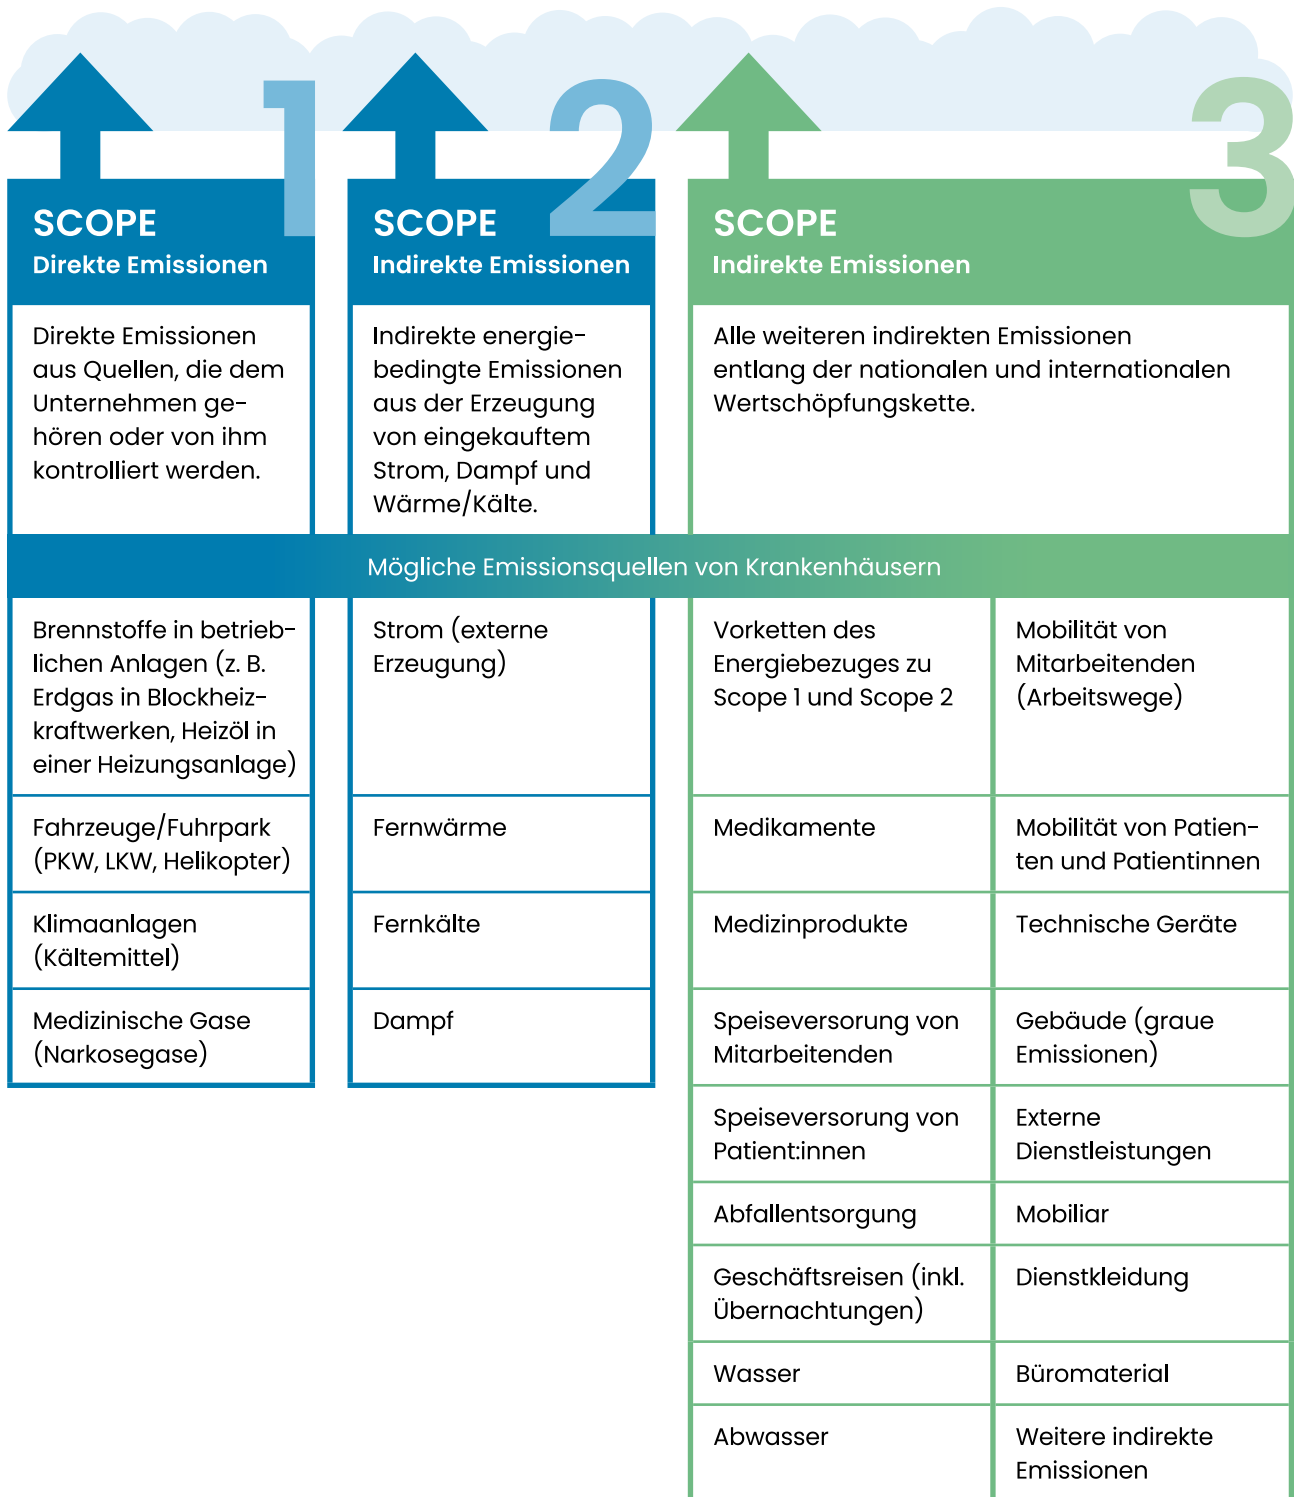 1
SCOPE
Direkte Emissionen
Direkte Emissionen
aus Quellen, die dem
Unternehmen ge-
hören oder von ihm
kontrolliert werden.
2
SCOPE
Indirekte Emissionen
Indirekte energie-
bedingte Emissionen
aus der Erzeugung
von eingekauftem
Strom, Dampf und
Wärme/Kälte.
3
SCOPE
Indirekte Emissionen
Alle weiteren indirekten Emissionen
entlang der nationalen und internationalen
Wertschöpfungskette.
Mögliche Emissionsquellen von Krankenhäusern
Brennstoffe in betrieb-
lichen Anlagen (z. B.
Erdgas in Blockheiz-
kraftwerken, Heizöl in
einer Heizungsanlage)
Fahrzeuge/Fuhrpark
(PKW, LKW, Helikopter)
Klimaanlagen
(Kältemittel)
Medizinische Gase
(Narkosegase)
Strom (externe
Erzeugung)
Fernwärme
Fernkälte
Dampf
Vorketten des
Energiebezuges zu
Scope 1 und Scope 2
Medikamente
Medizinprodukte
Speiseversorung von
Mitarbeitenden
Speiseversorung von
Patient:innen
Abfallentsorgung
Geschäftsreisen (inkl.
Übernachtungen)
Wasser
Abwasser
Mobilität von
Mitarbeitenden
(Arbeitswege)
Mobilität von Patien-
ten und Patientinnen
Technische Geräte
Gebäude (graue
Emissionen)
Externe
Dienstleistungen
Mobiliar
Dienstkleidung
Büromaterial
Weitere indirekte
Emissionen